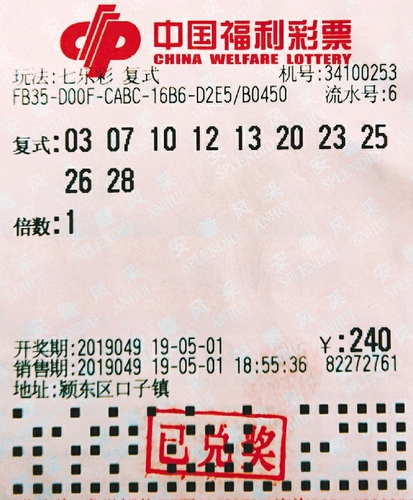 中国福利彩票
CHINA WELFARE LOTTERY
玩法:七乐彩 复式 机号:34100253
FB35-D00F-CABC-16B6-D2E5/B0450 流水号:6
复式: 03 07 10 12 13 20 23 25
26 28
倍数:1
开奖期:2019049 19-05-01 ¥:240
销售期:2019049 19-05-01 18:55:36 82272761
地址:颍东区口子镇
已兑奖